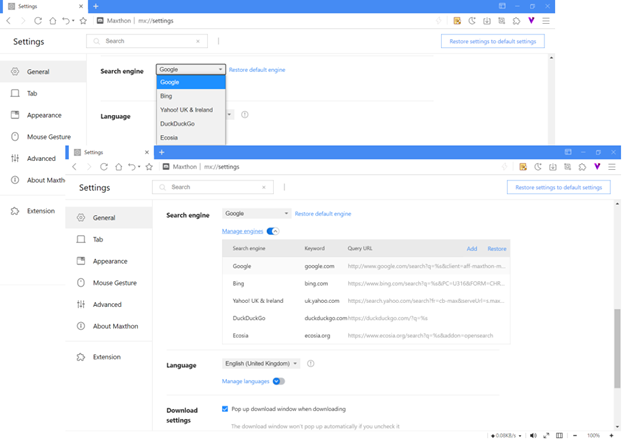 Settings
Maxthon | mx://settings
Settings
Search
Restore settings to default settings
General
Search engine
Google
Restore default engine
Google
Tab
Bing
Appearance
Language
Yahoo! UK & Ireland
Mouse Gesture
DuckDuckGo
Advanced
Ecosia
About Maxth
Extension
Settings
Maxthon | mx://settings
Settings
Search
Restore settings to default settings
General
Search engine
Google
Restore default engine
Tab
Manage engines
Appearance
Search engine Keyword Query URL Add Restore
Mouse Gesture
Google google.com http://www.google.com/search?q=%s&client=aff-maxthon-m...
Advanced
Bing bing.com https://www.bing.com/search?q=%s&PC=U316&FORM=CHR...
About Maxthon
Yahoo! UK & Ireland uk.yahoo.com https://search.yahoo.com/search?fr=cb-max&serveUrl=s.max...
DuckDuckGo duckduckgo.com https://duckduckgo.com/?q=%s
Extension
Ecosia ecosia.org https://www.ecosia.org/search?q=%s&addon=opensearch
Language
English (United Kingdom)
Manage languages
Download settings
Pop up download window when downloading
The download window won't pop up automatically if you uncheck it
0.08KB/s
100%